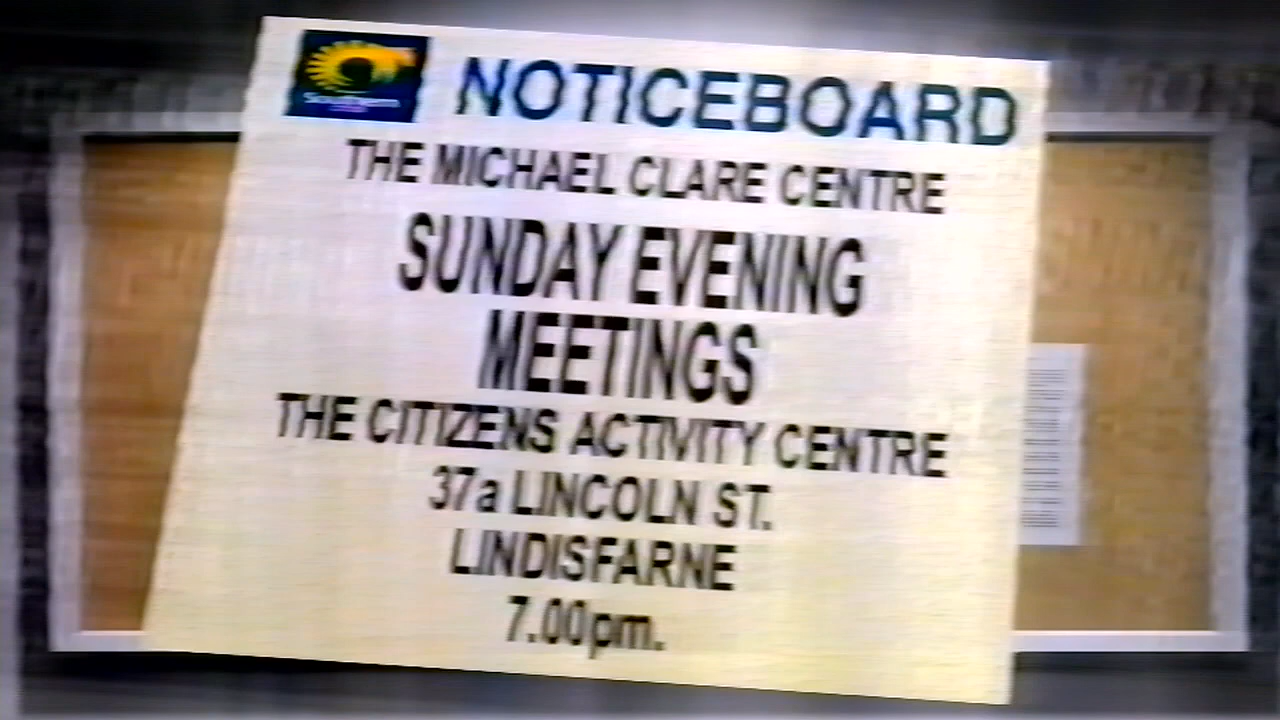 NOTICEBOARD
THE MICHAEL CLARE CENTRE
SUNDAY EVENING
MEETINGS
THE CITIZENS ACTIVITY CENTRE
37a LINCOLN ST.
LINDISFARNE
7.00pm.